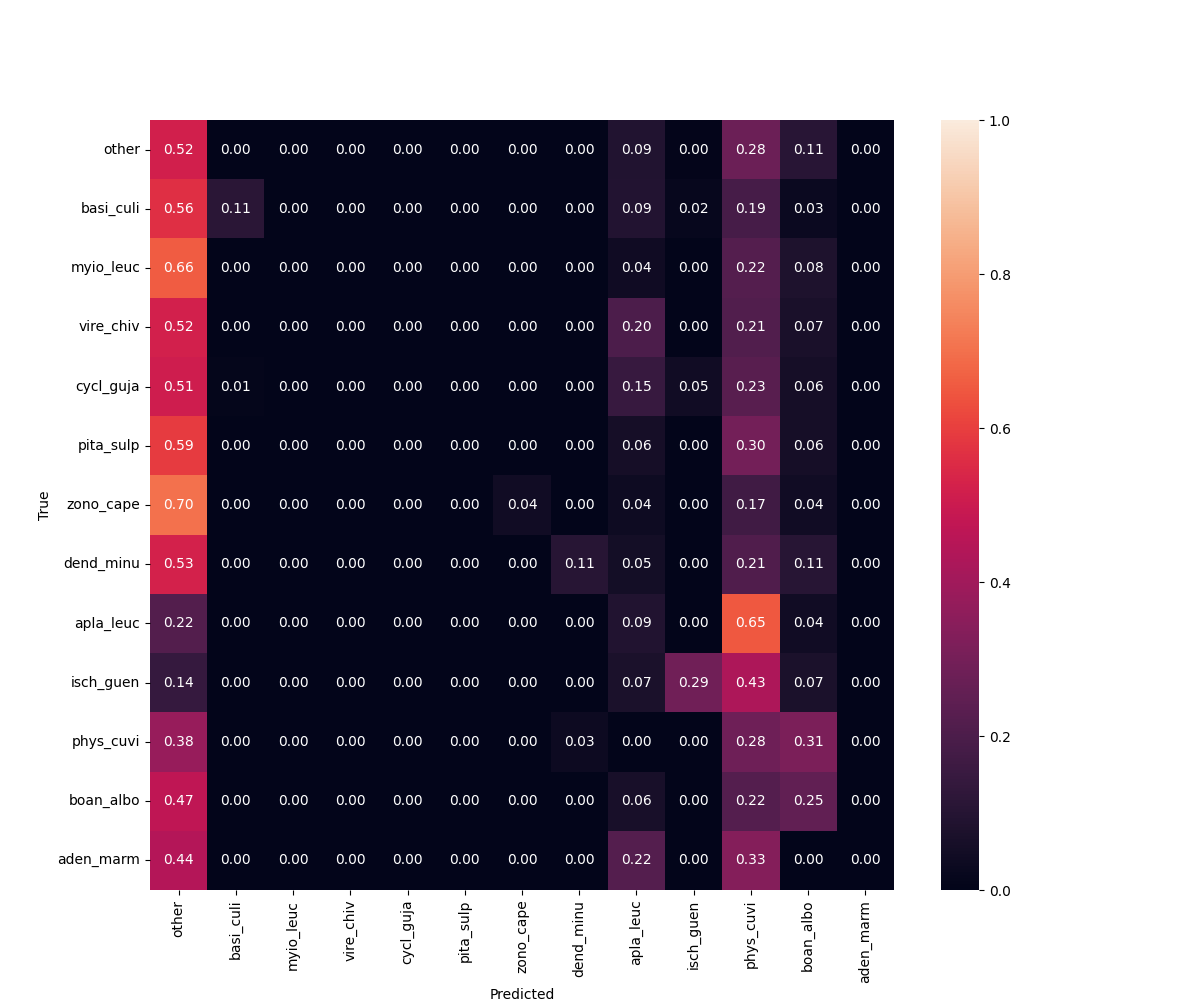 other 0.52 0.00 0.00 0.00 0.00 0.00 0.00 0.00 0.09 0.00 0.28 0.11 0.00
basi_culi 0.56 0.11 0.00 0.00 0.00 0.00 0.00 0.00 0.09 0.02 0.19 0.03 0.00
myio_leuc 0.66 0.00 0.00 0.00 0.00 0.00 0.00 0.00 0.04 0.00 0.22 0.08 0.00
vire_chiv 0.52 0.00 0.00 0.00 0.00 0.00 0.00 0.00 0.20 0.00 0.21 0.07 0.00
cycl_guja 0.51 0.01 0.00 0.00 0.00 0.00 0.00 0.00 0.15 0.05 0.23 0.06 0.00
pita_sulp 0.59 0.00 0.00 0.00 0.00 0.00 0.00 0.00 0.06 0.00 0.30 0.06 0.00
zono_cape 0.70 0.00 0.00 0.00 0.00 0.00 0.04 0.00 0.04 0.00 0.17 0.04 0.00
dend_minu 0.53 0.00 0.00 0.00 0.00 0.00 0.00 0.11 0.05 0.00 0.21 0.11 0.00
apla_leuc 0.22 0.00 0.00 0.00 0.00 0.00 0.00 0.00 0.09 0.00 0.65 0.04 0.00
isch_guen 0.14 0.00 0.00 0.00 0.00 0.00 0.00 0.00 0.07 0.29 0.43 0.07 0.00
phys_cuvi 0.38 0.00 0.00 0.00 0.00 0.00 0.00 0.03 0.00 0.00 0.28 0.31 0.00
boan_albo 0.47 0.00 0.00 0.00 0.00 0.00 0.00 0.00 0.06 0.00 0.22 0.25 0.00
aden_marm 0.44 0.00 0.00 0.00 0.00 0.00 0.00 0.00 0.22 0.00 0.33 0.00 0.00
True
other basi_culi myio_leuc vire_chiv cycl_guja pita_sulp zono_cape dend_minu apla_leuc isch_guen phys_cuvi boan_albo aden_marm
Predicted
1.0
0.8
0.6
0.4
0.2
0.0